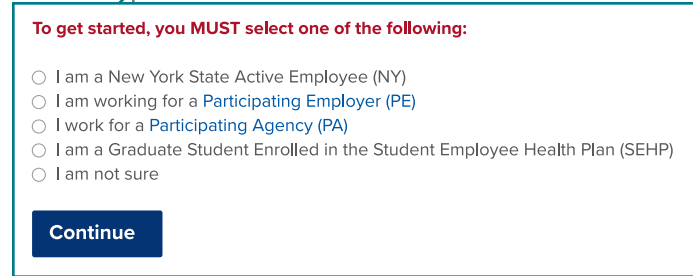 To get started, you MUST select one of the following:
I am a New York State Active Employee (NY)
I am working for a Participating Employer (PE)
I work for a Participating Agency (PA)
I am a Graduate Student Enrolled in the Student Employee Health Plan (SEHP)
I am not sure
Continue